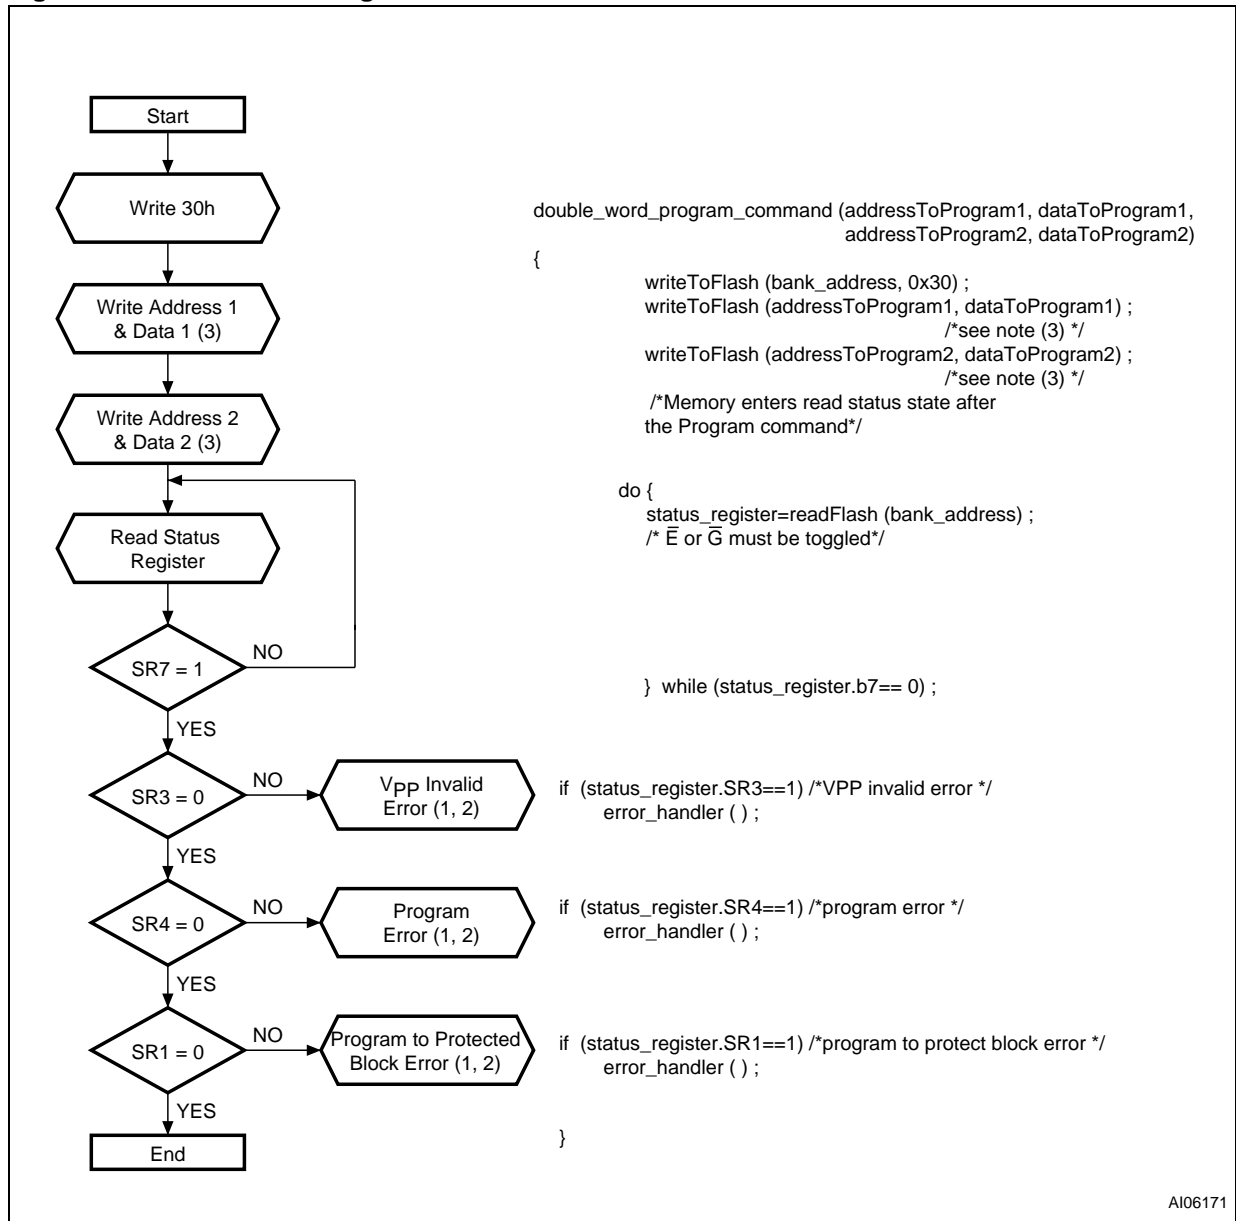 Start
Write 30h
Write Address 1
& Data 1 (3)
Write Address 2
& Data 2 (3)
Read Status
Register
NO
SR7 = 1
YES
NO
SR3 = 0
VPP Invalid
Error (1, 2)
YES
NO
SR4 = 0
Program
Error (1, 2)
YES
NO
SR1 = 0
Program to Protected
Block Error (1, 2)
YES
End
double_word_program_command (addressToProgram1, dataToProgram1,
addressToProgram2, dataToProgram2)
{
writeToFlash (bank_address, 0x30) ;
writeToFlash (addressToProgram1, dataToProgram1) ;
/*see note (3) */
writeToFlash (addressToProgram2, dataToProgram2) ;
/*see note (3) */
/*Memory enters read status state after
the Program command*/
do {
status_register=readFlash (bank_address) ;
/* E̅ or G̅ must be toggled*/
} while (status_register.b7== 0) ;
if (status_register.SR3==1) /*VPP invalid error */
error_handler ( ) ;
if (status_register.SR4==1) /*program error */
error_handler ( ) ;
if (status_register.SR1==1) /*program to protect block error */
error_handler ( ) ;
}
AI06171